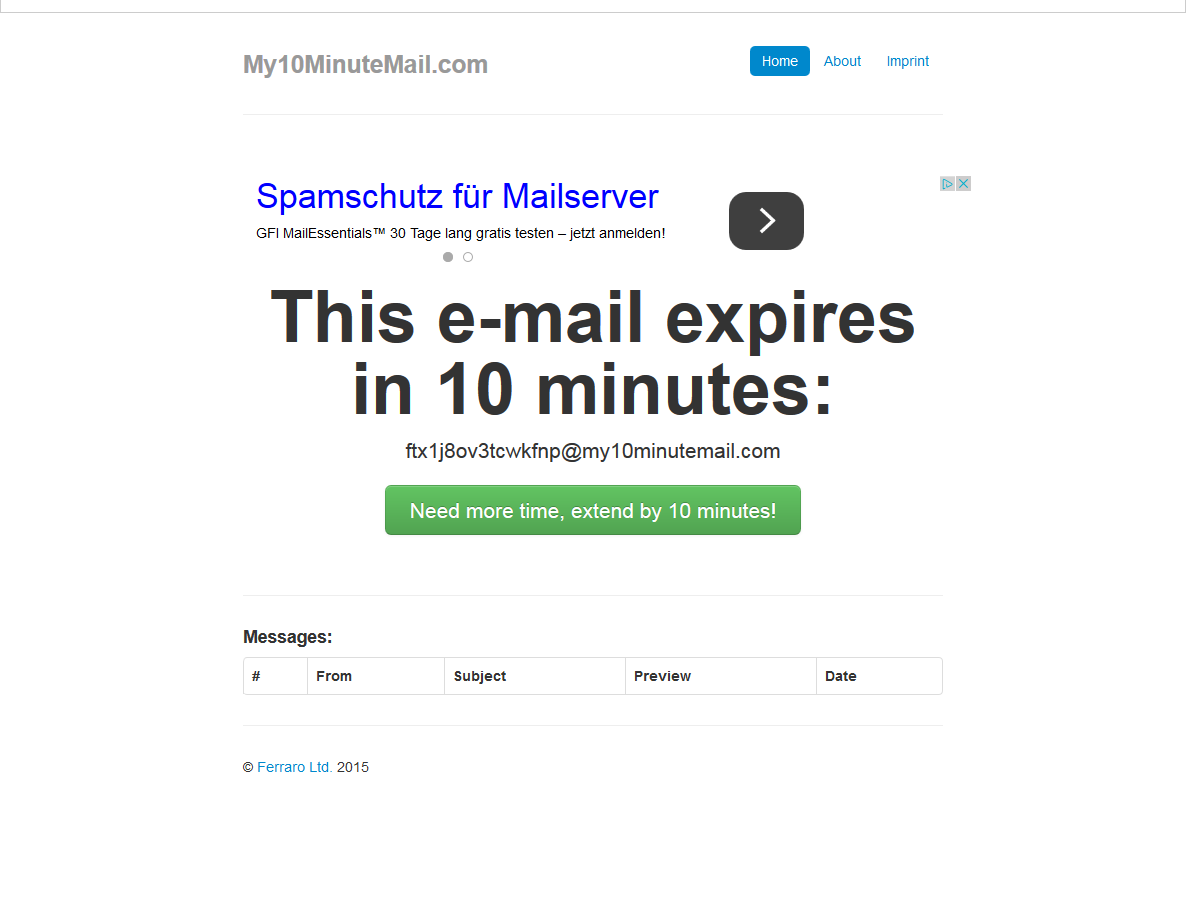 My10MinuteMail.com
Home About Imprint
Spamschutz für Mailserver
GFI MailEssentials™ 30 Tage lang gratis testen – jetzt anmelden!
This e-mail expires
in 10 minutes:
ftx1j8ov3tcwkfnp@my10minutemail.com
Need more time, extend by 10 minutes!
Messages:
# From Subject Preview Date
© Ferraro Ltd. 2015